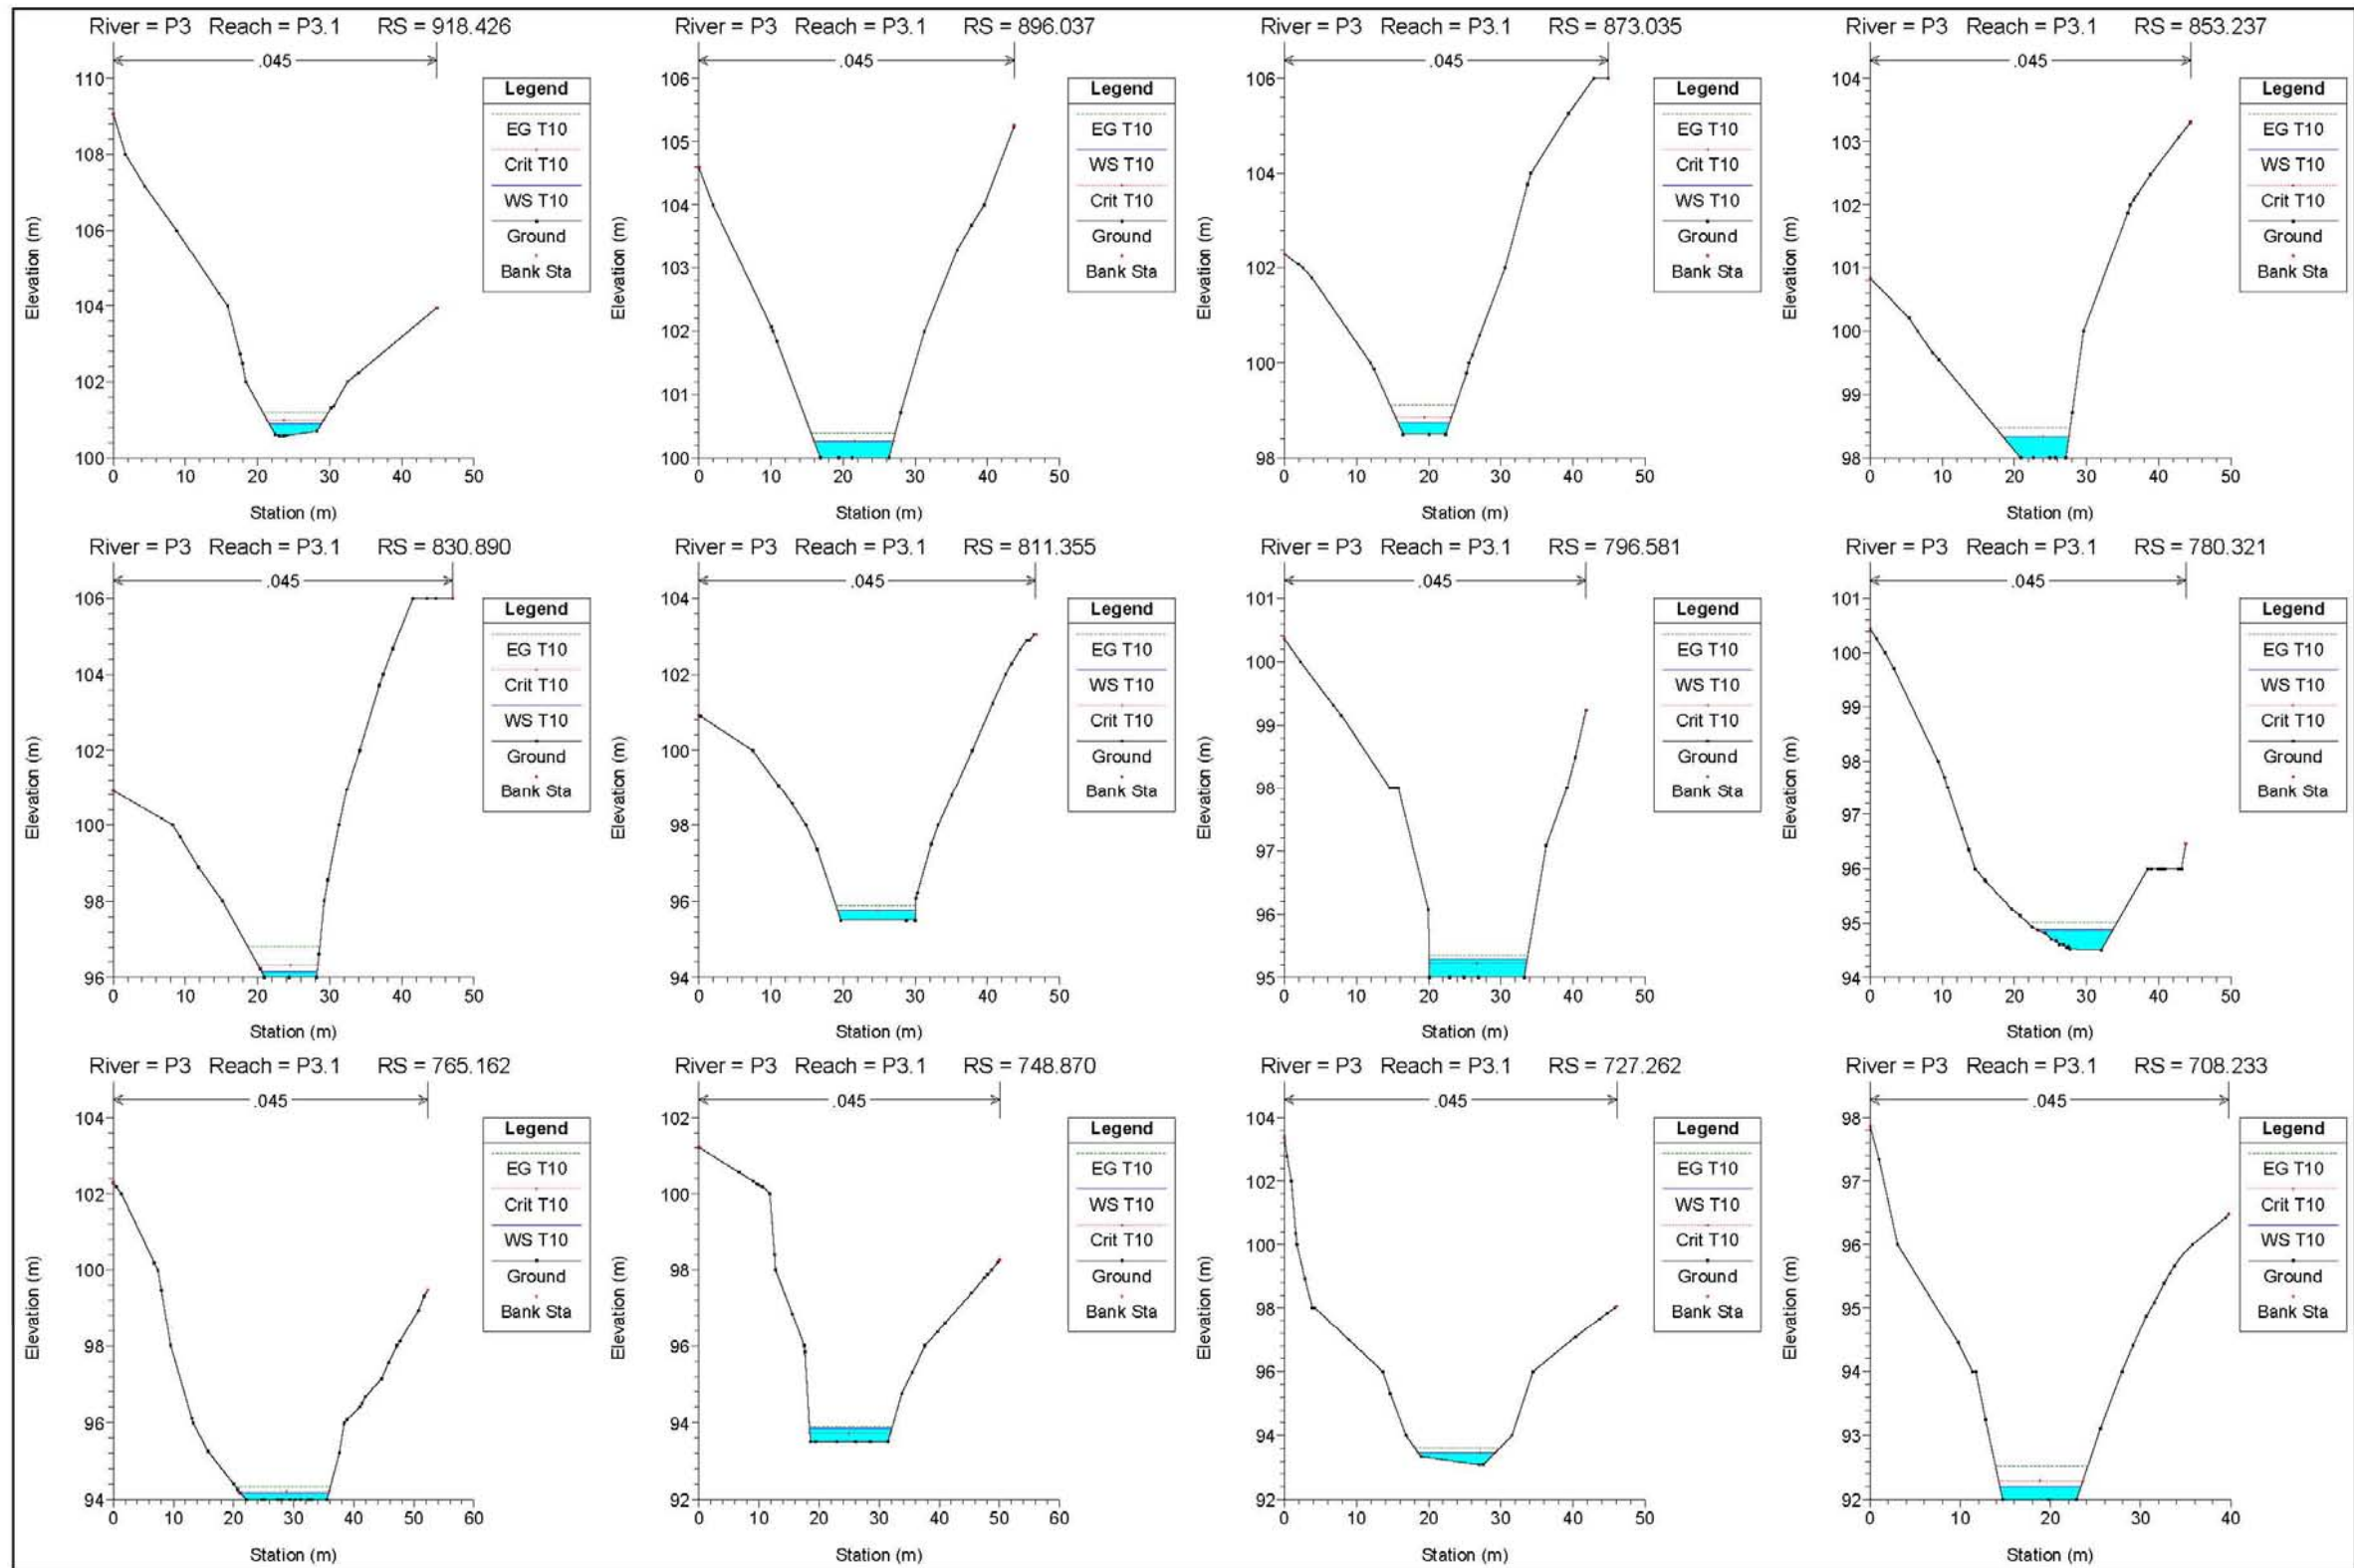 River = P3 Reach = P3.1 RS = 918.426
.045
Elevation (m)
110
108
106
104
102
100
0 10 20 30 40 50
Station (m)
Legend
EG T10
Crit T10
WS T10
Ground
Bank Sta
River = P3 Reach = P3.1 RS = 896.037
.045
Elevation (m)
106
105
104
103
102
101
100
0 10 20 30 40 50 60
Station (m)
Legend
EG T10
WS T10
Crit T10
Ground
Bank Sta
River = P3 Reach = P3.1 RS = 873.035
.045
Elevation (m)
106
104
102
100
98
0 10 20 30 40 50
Station (m)
Legend
EG T10
Crit T10
WS T10
Ground
Bank Sta
River = P3 Reach = P3.1 RS = 853.237
.045
Elevation (m)
104
103
102
101
100
99
98
0 10 20 30 40 50
Station (m)
Legend
EG T10
WS T10
Crit T10
Ground
Bank Sta
River = P3 Reach = P3.1 RS = 830.890
.045
Elevation (m)
106
104
102
100
98
96
0 10 20 30 40 50
Station (m)
Legend
EG T10
Crit T10
WS T10
Ground
Bank Sta
River = P3 Reach = P3.1 RS = 811.355
.045
Elevation (m)
104
102
100
98
96
94
0 10 20 30 40 50
Station (m)
Legend
EG T10
WS T10
Crit T10
Ground
Bank Sta
River = P3 Reach = P3.1 RS = 796.581
.045
Elevation (m)
101
100
99
98
97
96
95
0 10 20 30 40 50
Station (m)
Legend
EG T10
WS T10
Crit T10
Ground
Bank Sta
River = P3 Reach = P3.1 RS = 780.321
.045
Elevation (m)
101
100
99
98
97
96
95
94
0 10 20 30 40 50
Station (m)
Legend
EG T10
WS T10
Crit T10
Ground
Bank Sta
River = P3 Reach = P3.1 RS = 765.162
.045
Elevation (m)
104
102
100
98
96
94
0 10 20 30 40 50 60
Station (m)
Legend
EG T10
Crit T10
WS T10
Ground
Bank Sta
River = P3 Reach = P3.1 RS = 748.870
.045
Elevation (m)
102
100
98
96
94
92
0 10 20 30 40 50 60
Station (m)
Legend
EG T10
WS T10
Crit T10
Ground
Bank Sta
River = P3 Reach = P3.1 RS = 727.262
.045
Elevation (m)
104
102
100
98
96
94
92
0 10 20 30 40 50
Station (m)
Legend
EG T10
WS T10
Crit T10
Ground
Bank Sta
River = P3 Reach = P3.1 RS = 708.233
.045
Elevation (m)
98
97
96
95
94
93
92
0 10 20 30 40
Station (m)
Legend
EG T10
Crit T10
WS T10
Ground
Bank Sta